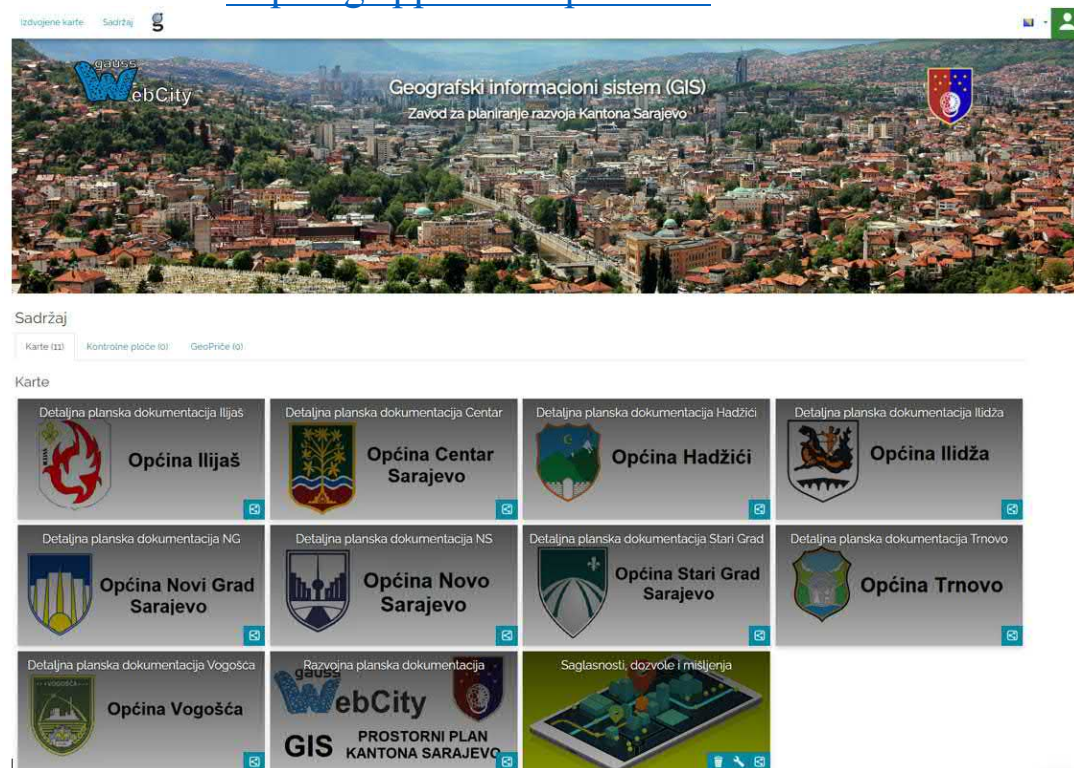 Izdvojene karte Sadržaj g
gauss
WebCity
Geografski informacioni sistem (GIS)
Zavod za planiranje razvoja Kantona Sarajevo
Sadržaj
Karte (11) Kontrolne ploče (0) GeoPriče (0)
Karte
Detaljna planska dokumentacija Ilijaš
Općina Ilijaš
Detaljna planska dokumentacija Centar
Općina Centar
Sarajevo
Detaljna planska dokumentacija Hadžići
Općina Hadžići
Detaljna planska dokumentacija Ilidža
Općina Ilidža
Detaljna planska dokumentacija NG
Općina Novi Grad
Sarajevo
Detaljna planska dokumentacija NS
Općina Novo
Sarajevo
Detaljna planska dokumentacija Stari Grad
Općina Stari Grad
Sarajevo
Detaljna planska dokumentacija Trnovo
Općina Trnovo
Detaljna planska dokumentacija Vogošća
VOGOŠĆA
Općina Vogošća
Razvojna planska dokumentacija
gauss
WebCity
GIS PROSTORNI PLAN
KANTONA SARAJEVO
Saglasnosti, dozvole i mišljenja